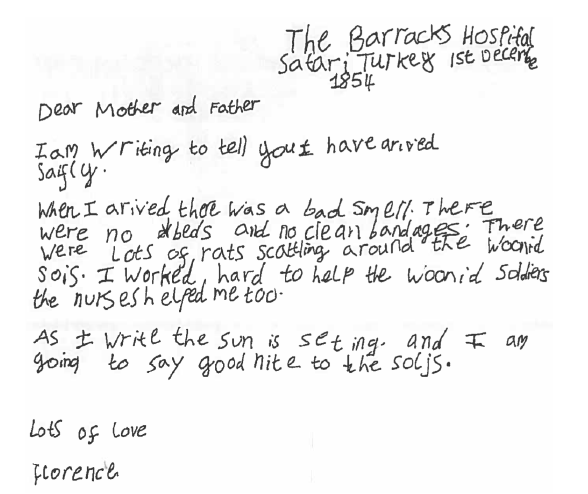 The Barracks Hospital
Satari Turkey 1st Decembe
1854
Dear Mother and Father
I am Writing to tell you I have arived
Saifly.
When I arived there was a bad smell. There
were no beds and no clean bandages. There
were Lots of rats scattling around the woonid
Sois. I worked hard to help the woonid Soldiers
the nurses helped me too.
As I write the sun is seting. and I am
going to say good nite to the soljs.
Lots of Love
Florence